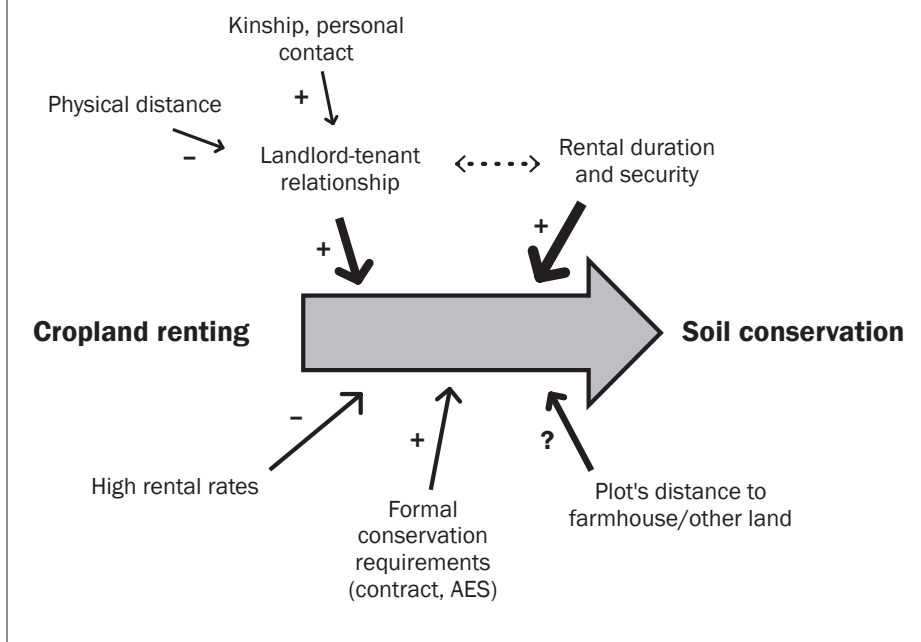 Kinship, personal
contact
+
Physical distance
–
Landlord-tenant
relationship
Rental duration
and security
+
+
Cropland renting
Soil conservation
–
+
?
High rental rates
Formal
conservation
requirements
(contract, AES)
Plot's distance to
farmhouse/other land